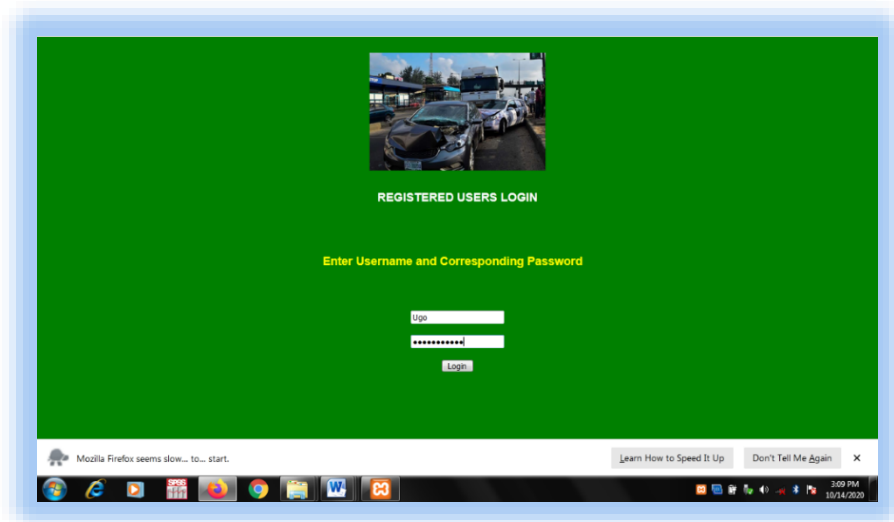 REGISTERED USERS LOGIN
Enter Username and Corresponding Password
Ugo
•••••••••••
Login
Mozilla Firefox seems slow... to... start.
Learn How to Speed It Up
Don't Tell Me Again
SPSS
3:09 PM
10/14/2020